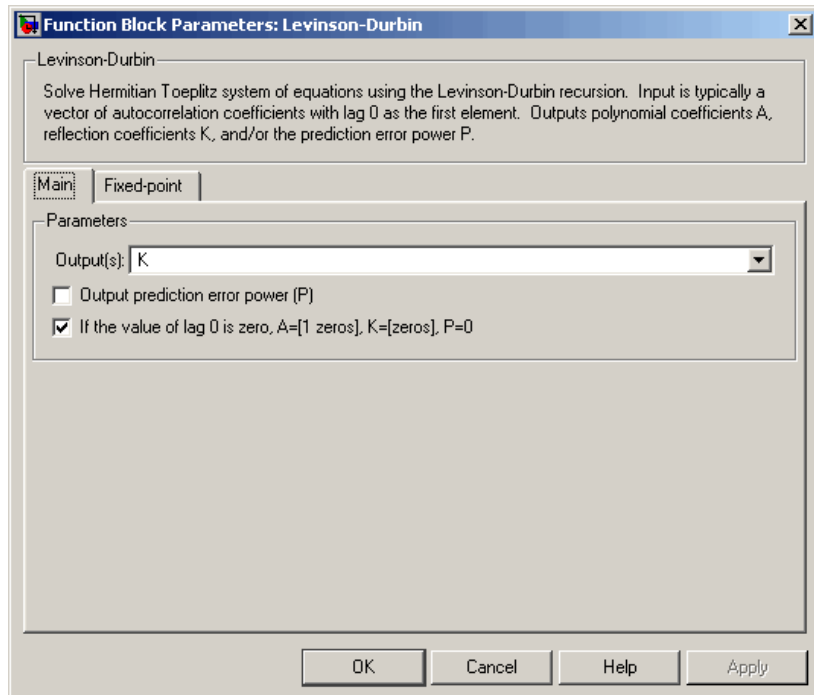 Function Block Parameters: Levinson-Durbin
Levinson-Durbin
Solve Hermitian Toeplitz system of equations using the Levinson-Durbin recursion. Input is typically a
vector of autocorrelation coefficients with lag 0 as the first element. Outputs polynomial coefficients A,
reflection coefficients K, and/or the prediction error power P.
Main Fixed-point
Parameters
Output(s): K
Output prediction error power (P)
If the value of lag 0 is zero, A=[1 zeros], K=[zeros], P=0
OK Cancel Help Apply